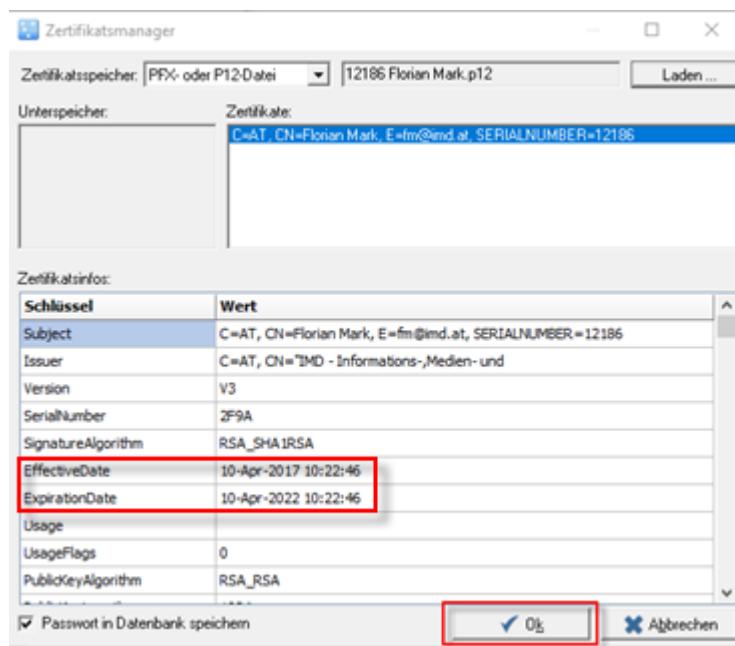 Zertifikatsmanager
Zertifikatsspeicher: PFX- oder P12-Datei 12186 Florian Mark.p12 Laden ...
Unterspeicher: Zertifikate:
C=AT, CN=Florian Mark, E=fm@imd.at, SERIALNUMBER=12186
Zertifikatsinfos:
Schlüssel Wert
Subject C=AT, CN=Florian Mark, E=fm@imd.at, SERIALNUMBER=12186
Issuer C=AT, CN="IMD - Informations-,Medien- und
Version V3
SerialNumber 2F9A
SignatureAlgorithm RSA_SHA1RSA
EffectiveDate 10-Apr-2017 10:22:46
ExpirationDate 10-Apr-2022 10:22:46
Usage
UsageFlags 0
PublicKeyAlgorithm RSA_RSA
Passwort in Datenbank speichern Ok Abbrechen